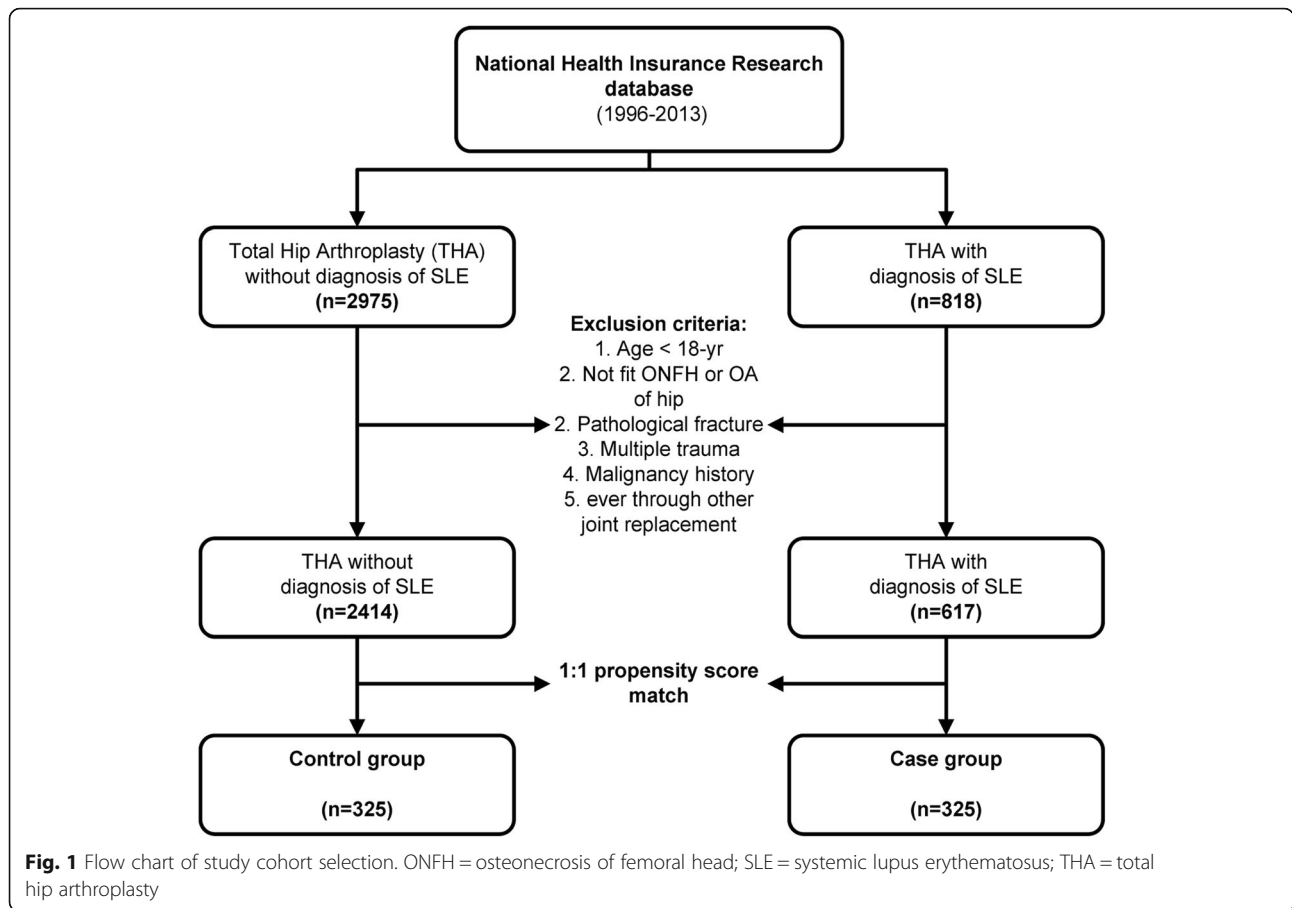 National Health Insurance Research
database
(1996-2013)
Total Hip Arthroplasty (THA)
without diagnosis of SLE
(n=2975)
THA with
diagnosis of SLE
(n=818)
Exclusion criteria:
1. Age < 18-yr
2. Not fit ONFH or OA
of hip
2. Pathological fracture
3. Multiple trauma
4. Malignancy history
5. ever through other
joint replacement
THA without
diagnosis of SLE
(n=2414)
THA with
diagnosis of SLE
(n=617)
1:1 propensity score
match
Control group
(n=325)
Case group
(n=325)
Fig. 1 Flow chart of study cohort selection. ONFH = osteonecrosis of femoral head; SLE = systemic lupus erythematosus; THA = total
hip arthroplasty